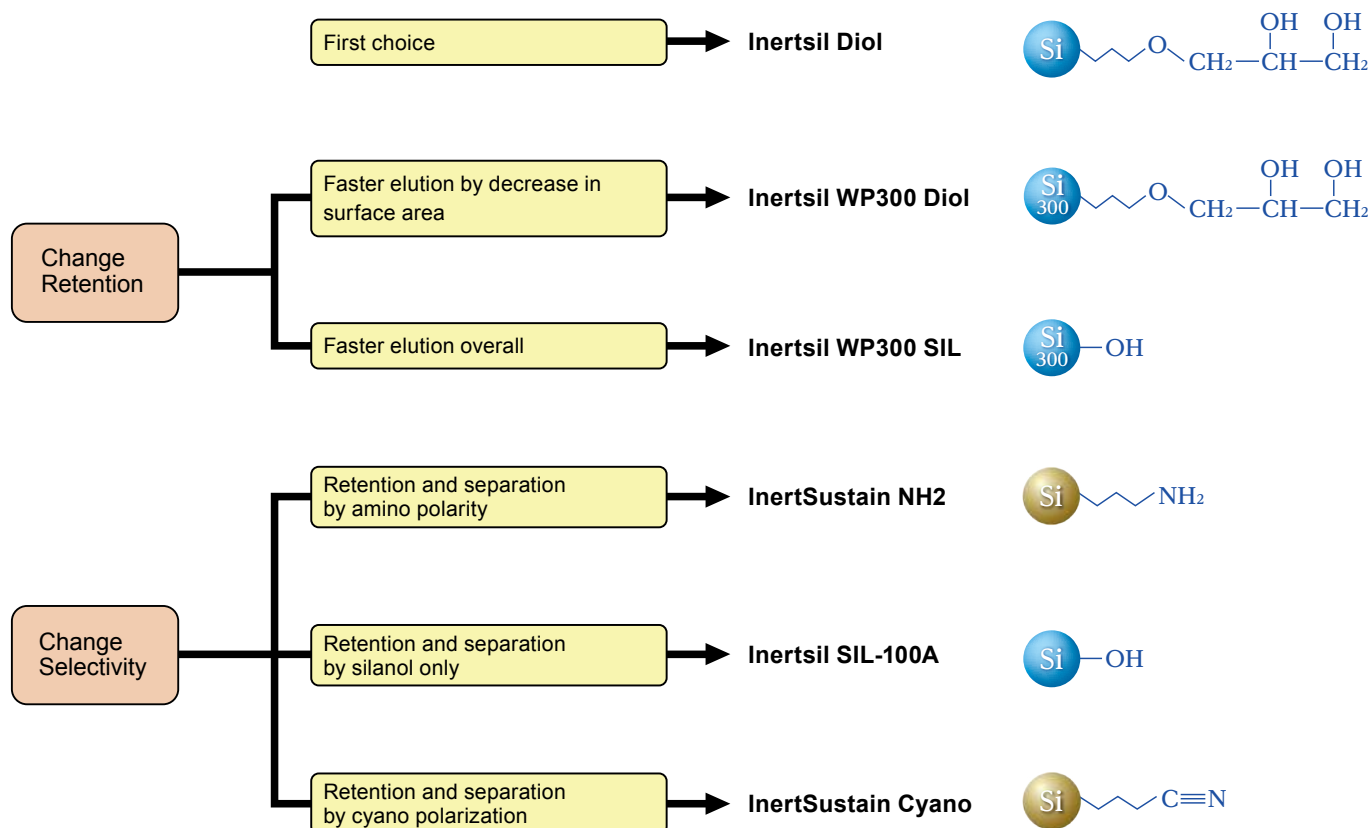 First choice
Inertsil Diol
Si
O
CH2
OH
CH
OH
CH2
Change
Retention
Faster elution by decrease in
surface area
Inertsil WP300 Diol
Si
300
O
CH2
OH
CH
OH
CH2
Faster elution overall
Inertsil WP300 SIL
Si
300
OH
Change
Selectivity
Retention and separation
by amino polarity
InertSustain NH2
Si
NH2
Retention and separation
by silanol only
Inertsil SIL-100A
Si
OH
Retention and separation
by cyano polarization
InertSustain Cyano
Si
C≡N